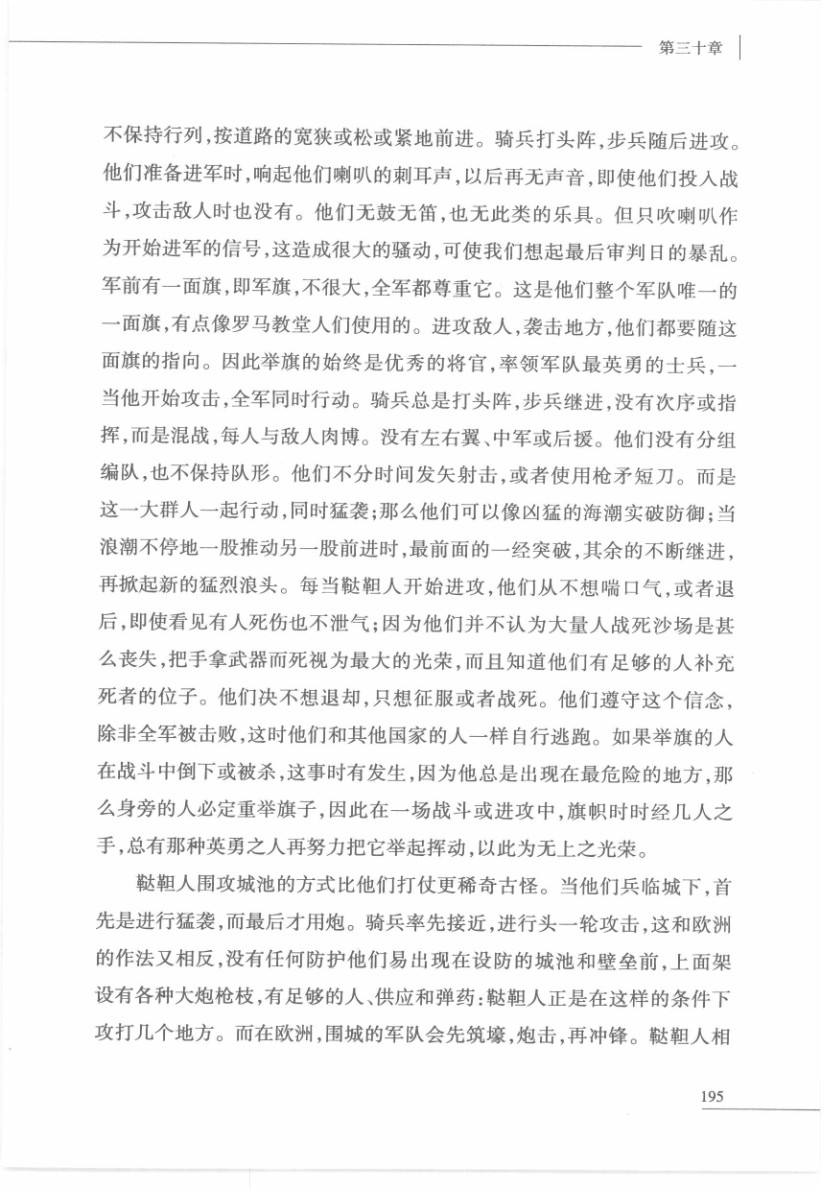 第三十章
不保持行列,按道路的宽狭或松或紧地前进。骑兵打头阵,步兵随后进攻。
他们准备进军时,响起他们喇叭的刺耳声,以后再无声音,即使他们投入战
斗,攻击敌人时也没有。他们无鼓无笛,也无此类的乐具。但只吹喇叭作
为开始进军的信号,这造成很大的骚动,可使我们想起最后审判日的暴乱。
军前有一面旗,即军旗,不很大,全军都尊重它。这是他们整个军队唯一的
一面旗,有点像罗马教堂人们使用的。进攻敌人,袭击地方,他们都要随这
面旗的指向。因此举旗的始终是优秀的将官,率领军队最英勇的士兵,一
当他开始攻击,全军同时行动。骑兵总是打头阵,步兵继进,没有次序或指
挥,而是混战,每人与敌人肉博。没有左右翼、中军或后援。他们没有分组
编队,也不保持队形。他们不分时间发矢射击,或者使用枪矛短刀。而是
这一大群人一起行动,同时猛袭;那么他们可以像凶猛的海潮实破防御;当
浪潮不停地一股推动另一股前进时,最前面的一经突破,其余的不断继进,
再掀起新的猛烈浪头。每当鞑靼人开始进攻,他们从不想喘口气,或者退
后,即使看见有人死伤也不泄气;因为他们并不认为大量人战死沙场是甚
么丧失,把手拿武器而死视为最大的光荣,而且知道他们有足够的人补充
死者的位子。他们决不想退却,只想征服或者战死。他们遵守这个信念,
除非全军被击败,这时他们和其他国家的人一样自行逃跑。如果举旗的人
在战斗中倒下或被杀,这事时有发生,因为他总是出现在最危险的地方,那
么身旁的人必定重举旗子,因此在一场战斗或进攻中,旗帜时时经几人之
手,总有那种英勇之人再努力把它举起挥动,以此为无上之光荣。
鞑靼人围攻城池的方式比他们打仗更稀奇古怪。当他们兵临城下,首
先是进行猛袭,而最后才用炮。骑兵率先接近,进行头一轮攻击,这和欧洲
的作法又相反,没有任何防护他们易出现在设防的城池和壁垒前,上面架
设有各种大炮枪枝,有足够的人、供应和弹药:鞑靼人正是在这样的条件下
攻打几个地方。而在欧洲,围城的军队会先筑壕,炮击,再冲锋。鞑靼人相
195